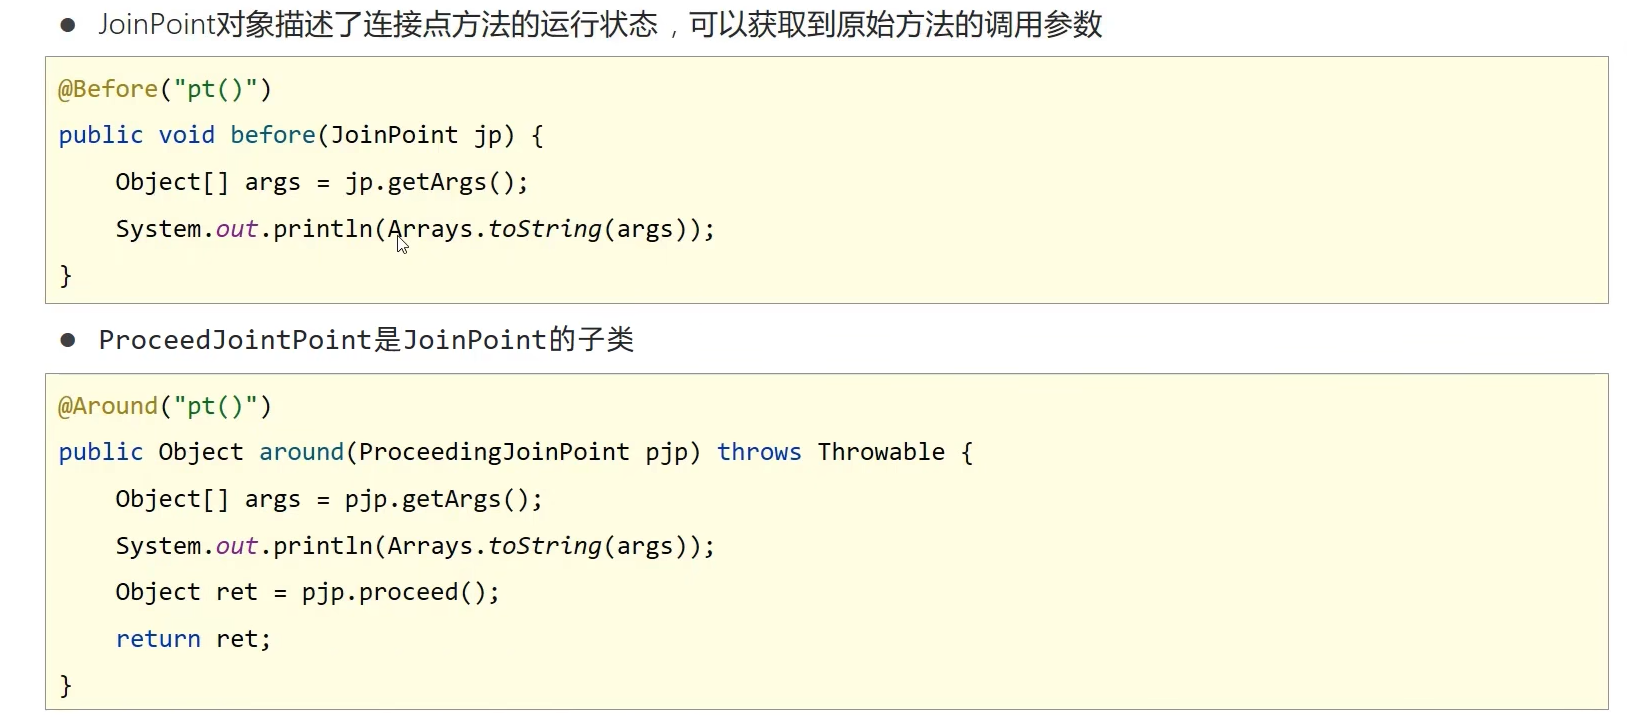 ● JoinPoint对象描述了连接点方法的运行状态，可以获取到原始方法的调用参数
@Before("pt()")
public void before(JoinPoint jp) {
    Object[] args = jp.getArgs();
    System.out.println(Arrays.toString(args));
}
● ProceedJointPoint是JoinPoint的子类
@Around("pt()")
public Object around(ProceedingJoinPoint pjp) throws Throwable {
    Object[] args = pjp.getArgs();
    System.out.println(Arrays.toString(args));
    Object ret = pjp.proceed();
    return ret;
}